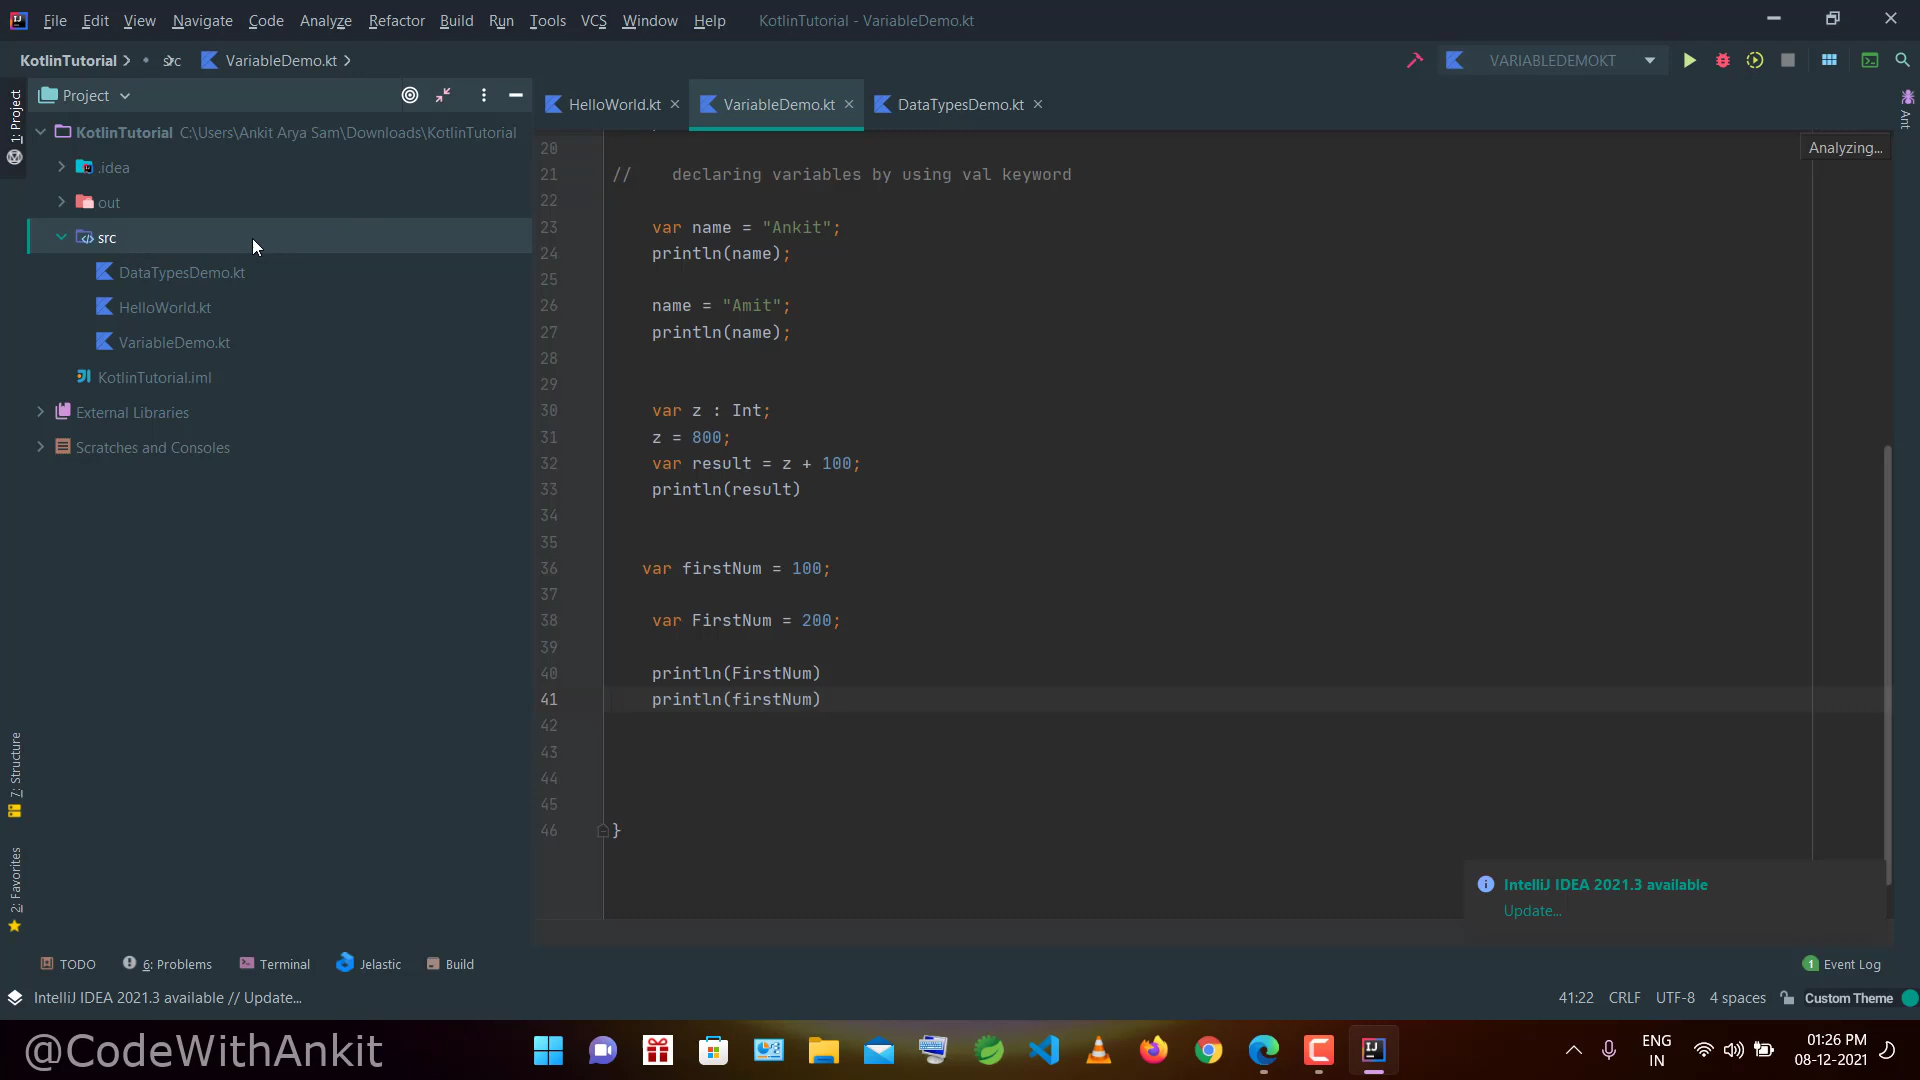 File Edit View Navigate Code Analyze Refactor Build Run Tools VCS Window Help KotlinTutorial - VariableDemo.kt
KotlinTutorial src VariableDemo.kt
VARIABLEDEMOKT
Project
HelloWorld.kt
VariableDemo.kt
DataTypesDemo.kt
1: Project
Ant
KotlinTutorial C:\Users\Ankit Arya Sam\Downloads\KotlinTutorial
.idea
out
src
DataTypesDemo.kt
HelloWorld.kt
VariableDemo.kt
KotlinTutorial.iml
External Libraries
Scratches and Consoles
7: Structure
2: Favorites
Analyzing...
20
21 // declaring variables by using val keyword
22
23 var name = "Ankit";
24 println(name);
25
26 name = "Amit";
27 println(name);
28
29
30 var z : Int;
31 z = 800;
32 var result = z + 100;
33 println(result)
34
35
36 var firstNum = 100;
37
38 var FirstNum = 200;
39
40 println(FirstNum)
41 println(firstNum)
42
43
44
45
46 }
IntelliJ IDEA 2021.3 available
Update...
TODO 6: Problems Terminal Jelastic Build 1 Event Log
IntelliJ IDEA 2021.3 available // Update... 41:22 CRLF UTF-8 4 spaces Custom Theme
@CodeWithAnkit
ENG
IN
01:26 PM
08-12-2021